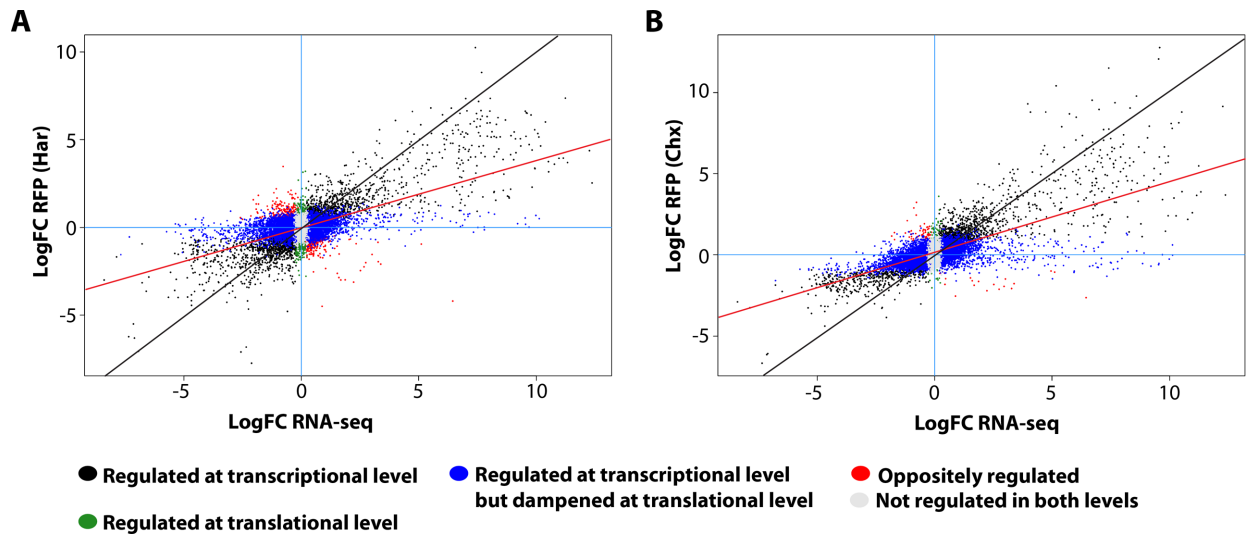 A
B
10
5
0
-5
LogFC RFP (Har)
-5
0
5
10
LogFC RNA-seq
10
5
0
-5
LogFC RFP (Chx)
-5
0
5
10
LogFC RNA-seq
Regulated at transcriptional level
Regulated at translational level
Regulated at transcriptional level
but dampened at translational level
Oppositely regulated
Not regulated in both levels